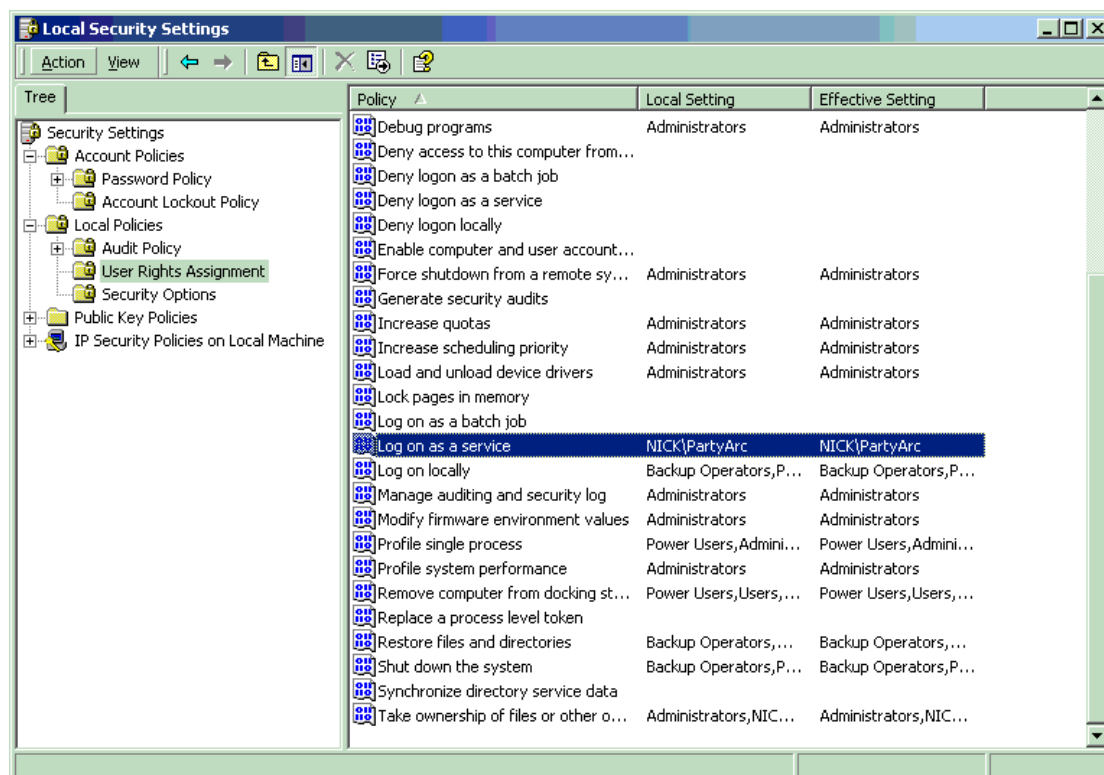 Local Security Settings
Action View
Tree
Security Settings
Account Policies
Password Policy
Account Lockout Policy
Local Policies
Audit Policy
User Rights Assignment
Security Options
Public Key Policies
IP Security Policies on Local Machine
Policy Local Setting Effective Setting
Debug programs Administrators Administrators
Deny access to this computer from...
Deny logon as a batch job
Deny logon as a service
Deny logon locally
Enable computer and user account...
Force shutdown from a remote sy... Administrators Administrators
Generate security audits
Increase quotas Administrators Administrators
Increase scheduling priority Administrators Administrators
Load and unload device drivers Administrators Administrators
Lock pages in memory
Log on as a batch job
Log on as a service NICK\PartyArc NICK\PartyArc
Log on locally Backup Operators,P... Backup Operators,P...
Manage auditing and security log Administrators Administrators
Modify firmware environment values Administrators Administrators
Profile single process Power Users,Admini... Power Users,Admini...
Profile system performance Administrators Administrators
Remove computer from docking st... Power Users,Users,... Power Users,Users,...
Replace a process level token
Restore files and directories Backup Operators,... Backup Operators,...
Shut down the system Backup Operators,P... Backup Operators,P...
Synchronize directory service data
Take ownership of files or other o... Administrators,NIC... Administrators,NIC...